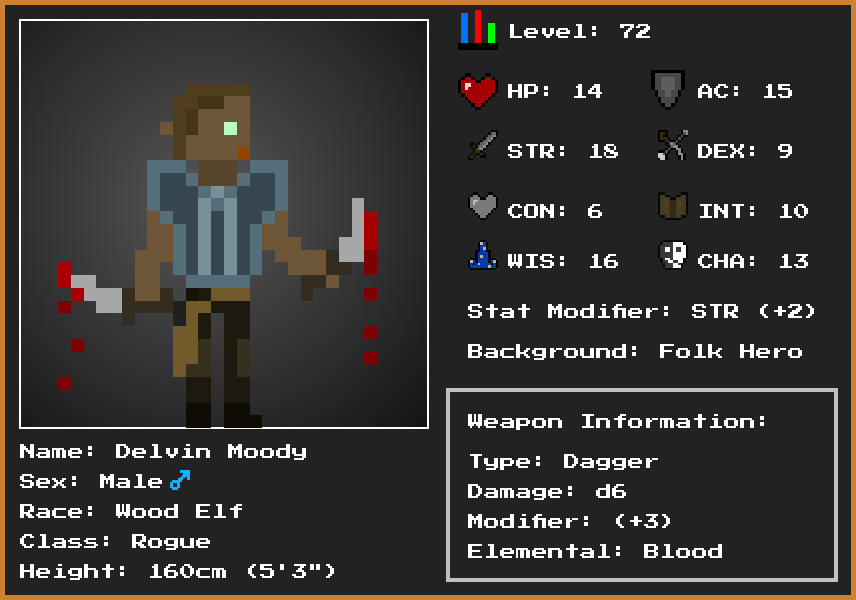 Level: 72
HP: 14
AC: 15
STR: 18
DEX: 9
CON: 6
INT: 10
WIS: 16
CHA: 13
Stat Modifier: STR (+2)
Background: Folk Hero
Weapon Information:
Type: Dagger
Damage: d6
Modifier: (+3)
Elemental: Blood
Name: Delvin Moody
Sex: Male♂
Race: Wood Elf
Class: Rogue
Height: 160cm (5'3")